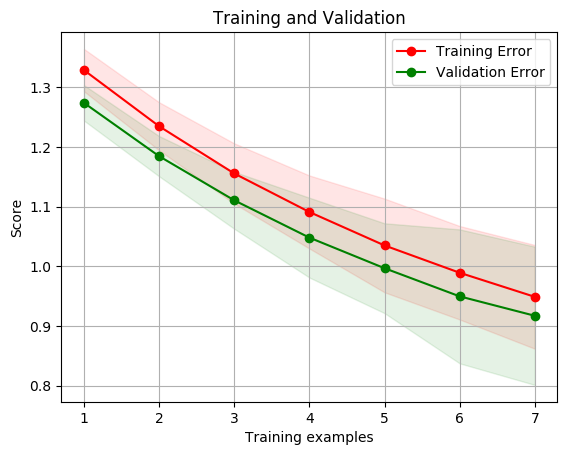 Training and Validation
Training Error
Validation Error
1.3
1.2
1.1
1.0
0.9
0.8
Score
1 2 3 4 5 6 7
Training examples